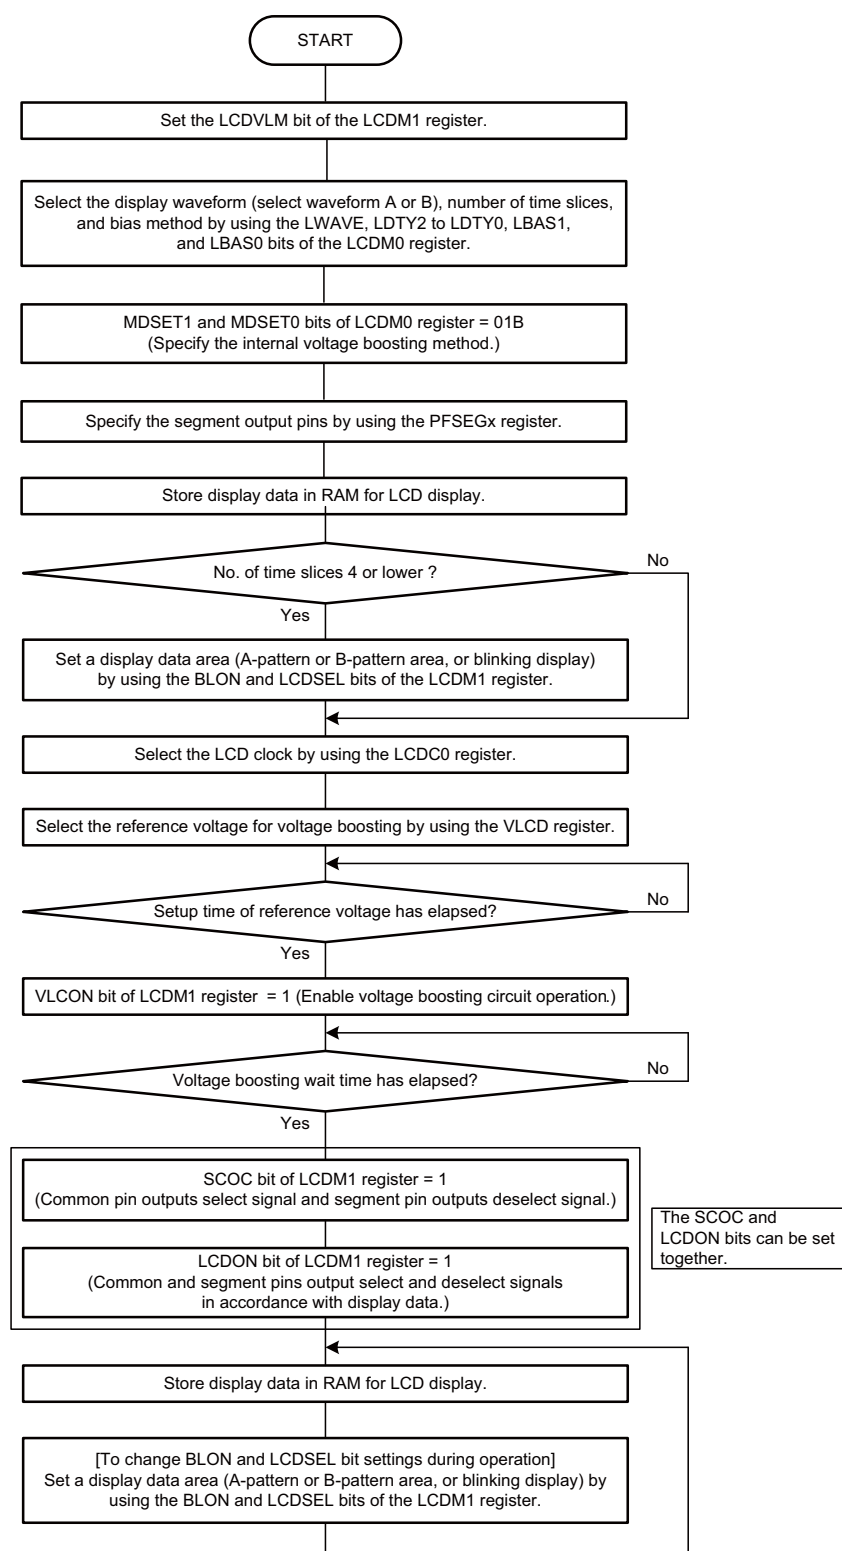 START
Set the LCDVLM bit of the LCDM1 register.
Select the display waveform (select waveform A or B), number of time slices,
and bias method by using the LWAVE, LDTY2 to LDTY0, LBAS1,
and LBAS0 bits of the LCDM0 register.
MDSET1 and MDSET0 bits of LCDM0 register = 01B
(Specify the internal voltage boosting method.)
Specify the segment output pins by using the PFSEGx register.
Store display data in RAM for LCD display.
No. of time slices 4 or lower ?
No
Yes
Set a display data area (A-pattern or B-pattern area, or blinking display)
by using the BLON and LCDSEL bits of the LCDM1 register.
Select the LCD clock by using the LCDC0 register.
Select the reference voltage for voltage boosting by using the VLCD register.
Setup time of reference voltage has elapsed?
No
Yes
VLCON bit of LCDM1 register = 1 (Enable voltage boosting circuit operation.)
Voltage boosting wait time has elapsed?
No
Yes
SCOC bit of LCDM1 register = 1
(Common pin outputs select signal and segment pin outputs deselect signal.)
The SCOC and
LCDON bits can be set
together.
LCDON bit of LCDM1 register = 1
(Common and segment pins output select and deselect signals
in accordance with display data.)
Store display data in RAM for LCD display.
[To change BLON and LCDSEL bit settings during operation]
Set a display data area (A-pattern or B-pattern area, or blinking display) by
using the BLON and LCDSEL bits of the LCDM1 register.